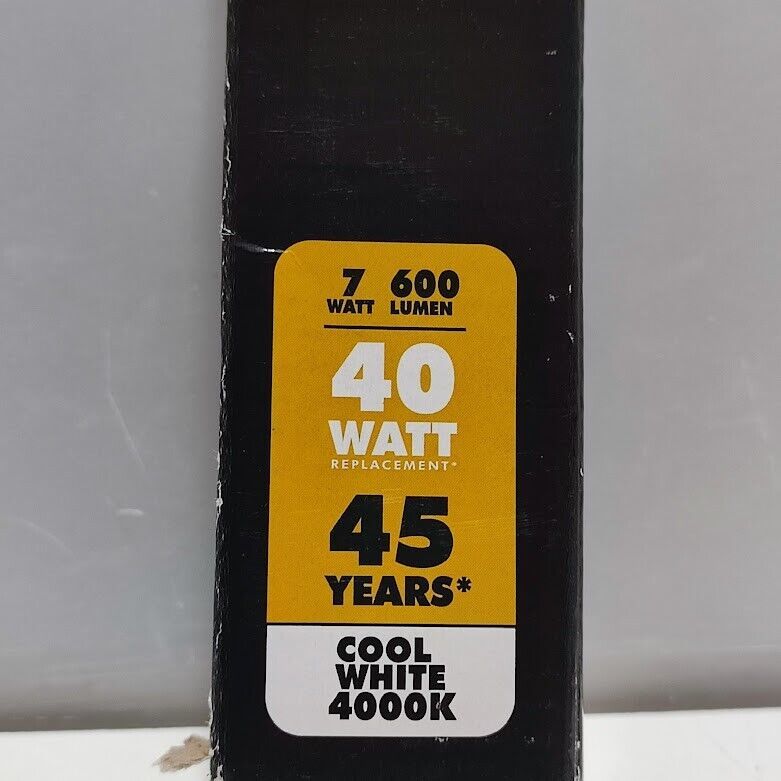 7 600
WATT LUMEN
40
WATT
REPLACEMENT*
45
YEARS*
COOL
WHITE
4000K